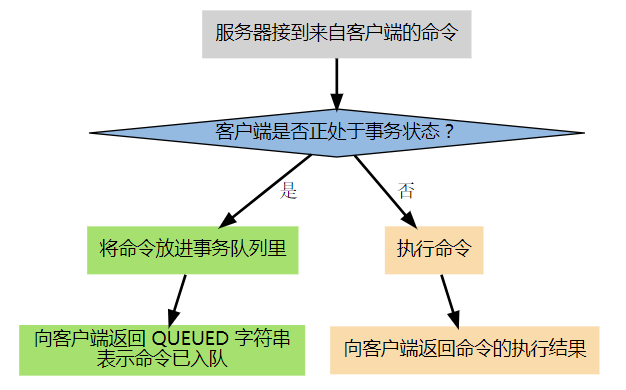 服务器接到来自客户端的命令
客户端是否正处于事务状态？
是
否
将命令放进事务队列里
执行命令
向客户端返回 QUEUED 字符串
表示命令已入队
向客户端返回命令的执行结果